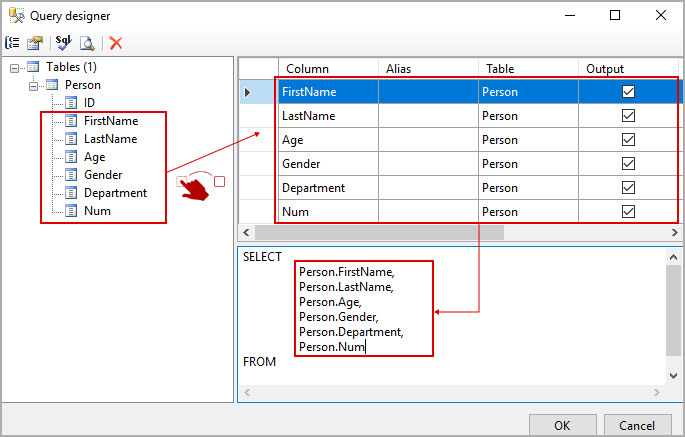 Query designer
Sql
Tables (1)
Person
ID
FirstName
LastName
Age
Gender
Department
Num
Column Alias Table Output
FirstName Person
LastName Person
Age Person
Gender Person
Department Person
Num Person
SELECT
Person.FirstName,
Person.LastName,
Person.Age,
Person.Gender,
Person.Department,
Person.Num
FROM
OK Cancel